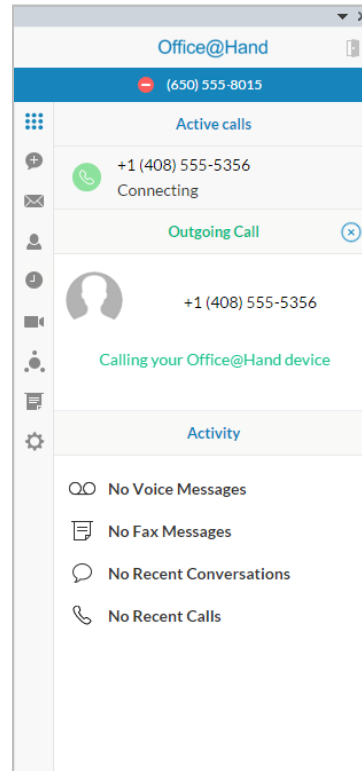 Office@Hand
(650) 555-8015
Active calls
+1 (408) 555-5356
Connecting
Outgoing Call
+1 (408) 555-5356
Calling your Office@Hand device
Activity
No Voice Messages
No Fax Messages
No Recent Conversations
No Recent Calls